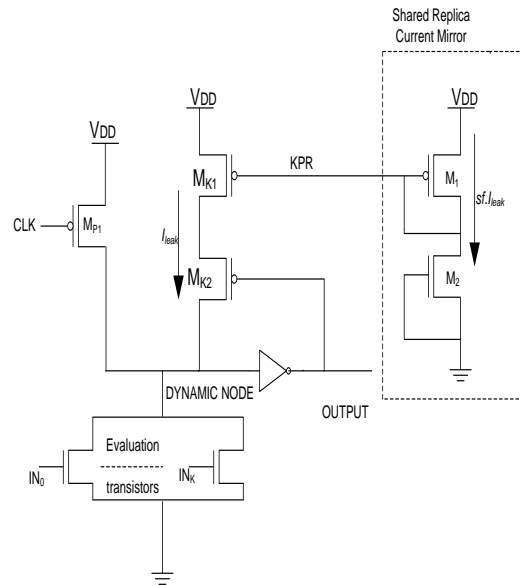 Shared Replica
Current Mirror
VDD
VDD
VDD
KPR
MK1
M1
sf.Ileak
CLK
MP1
Ileak
MK2
M2
DYNAMIC NODE
OUTPUT
Evaluation
transistors
IN0
INK